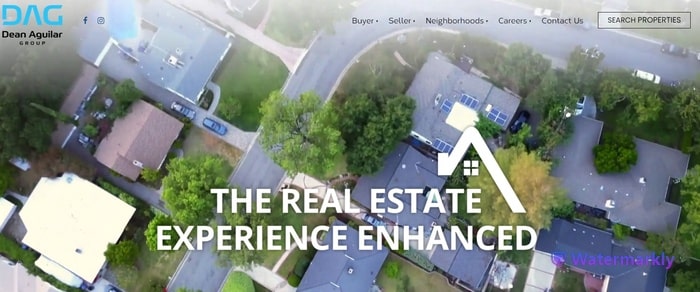 DAG
Dean Aguilar
GROUP
Buyer Seller Neighborhoods Careers Contact Us SEARCH PROPERTIES
THE REAL ESTATE
EXPERIENCE ENHANCED
Watermarkly